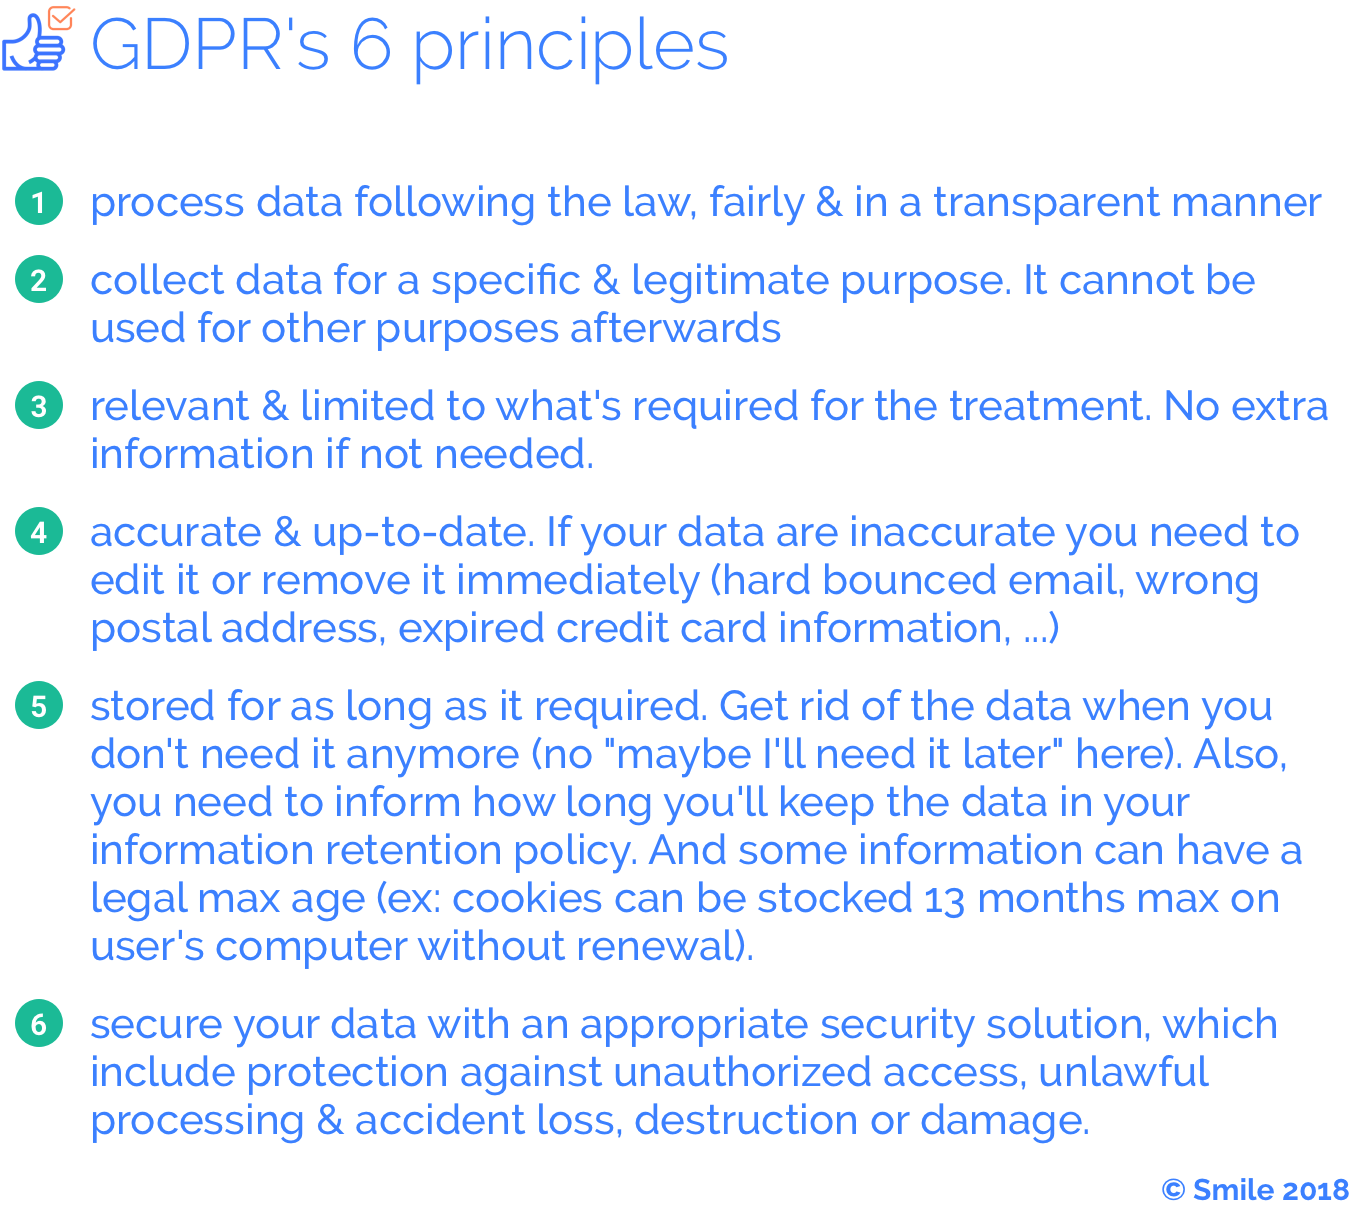 GDPR's 6 principles
1 process data following the law, fairly & in a transparent manner
2 collect data for a specific & legitimate purpose. It cannot be
used for other purposes afterwards
3 relevant & limited to what's required for the treatment. No extra
information if not needed.
4 accurate & up-to-date. If your data are inaccurate you need to
edit it or remove it immediately (hard bounced email, wrong
postal address, expired credit card information, ...)
5 stored for as long as it required. Get rid of the data when you
don't need it anymore (no "maybe I'll need it later" here). Also,
you need to inform how long you'll keep the data in your
information retention policy. And some information can have a
legal max age (ex: cookies can be stocked 13 months max on
user's computer without renewal).
6 secure your data with an appropriate security solution, which
include protection against unauthorized access, unlawful
processing & accident loss, destruction or damage.
© Smile 2018